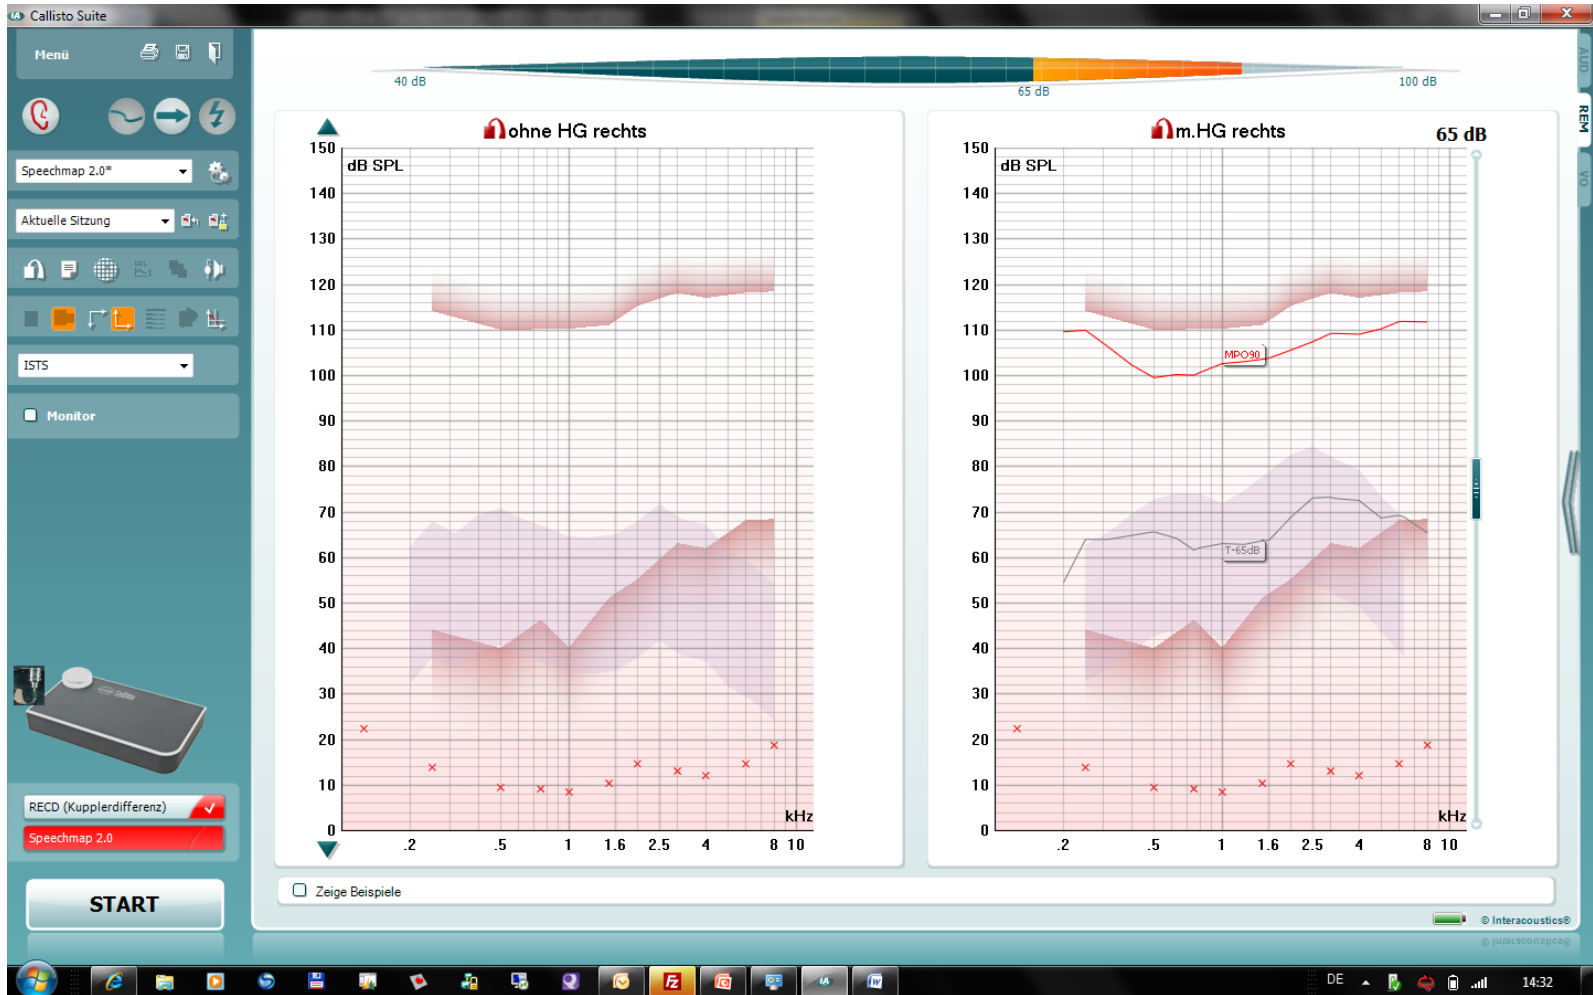 Callisto Suite
Menü
40 dB
65 dB
100 dB
AUD
REM
VO
Speechmap 2.0*
Aktuelle Sitzung
ISTS
Monitor
RECD (Kupplerdifferenz)
Speechmap 2.0
START
ohne HG rechts
150
dB SPL
140
130
120
110
100
90
80
70
60
50
40
30
20
10
0
kHz
.2 .5 1 1.6 2.5 4 8 10
m.HG rechts
65 dB
150
dB SPL
140
130
120
110
100
90
80
70
60
50
40
30
20
10
0
MPO90
T-65dB
kHz
.2 .5 1 1.6 2.5 4 8 10
Zeige Beispiele
© Interacoustics®
DE
14:32